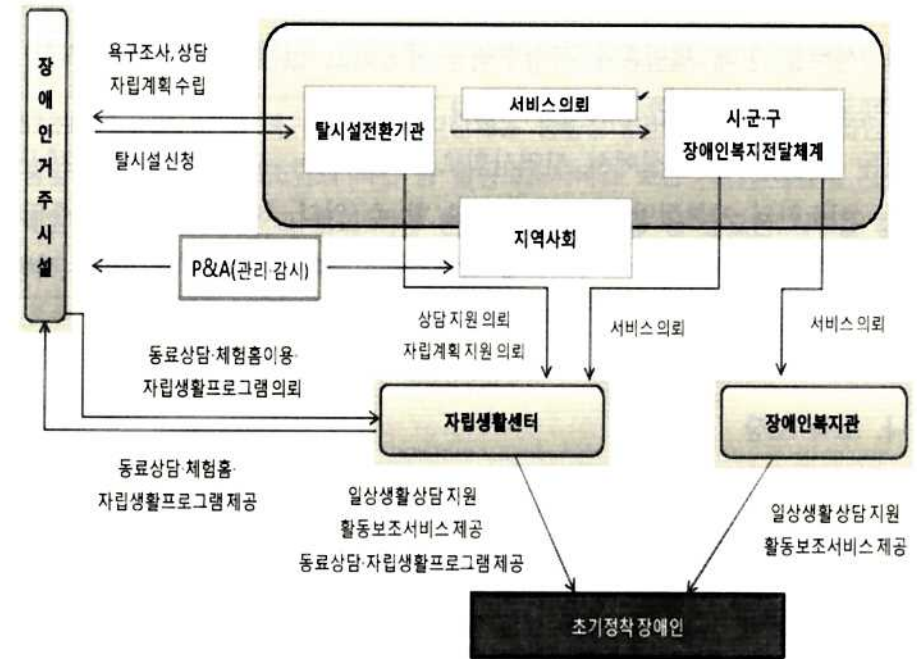 장애인거주시설
욕구조사, 상담
자립계획 수립
탈시설 신청
탈시설전환기관
서비스 의뢰
시·군·구
장애인복지전달체계
지역사회
P&A(관리·감시)
상담 지원 의뢰
자립계획 지원 의뢰
서비스 의뢰
서비스 의뢰
동료상담·체험홈이용·
자립생활프로그램 의뢰
자립생활센터
장애인복지관
동료상담·체험홈·
자립생활프로그램 제공
일상생활 상담 지원
활동보조서비스 제공
동료상담·자립생활프로그램 제공
일상생활 상담 지원
활동보조서비스 제공
초기정착 장애인